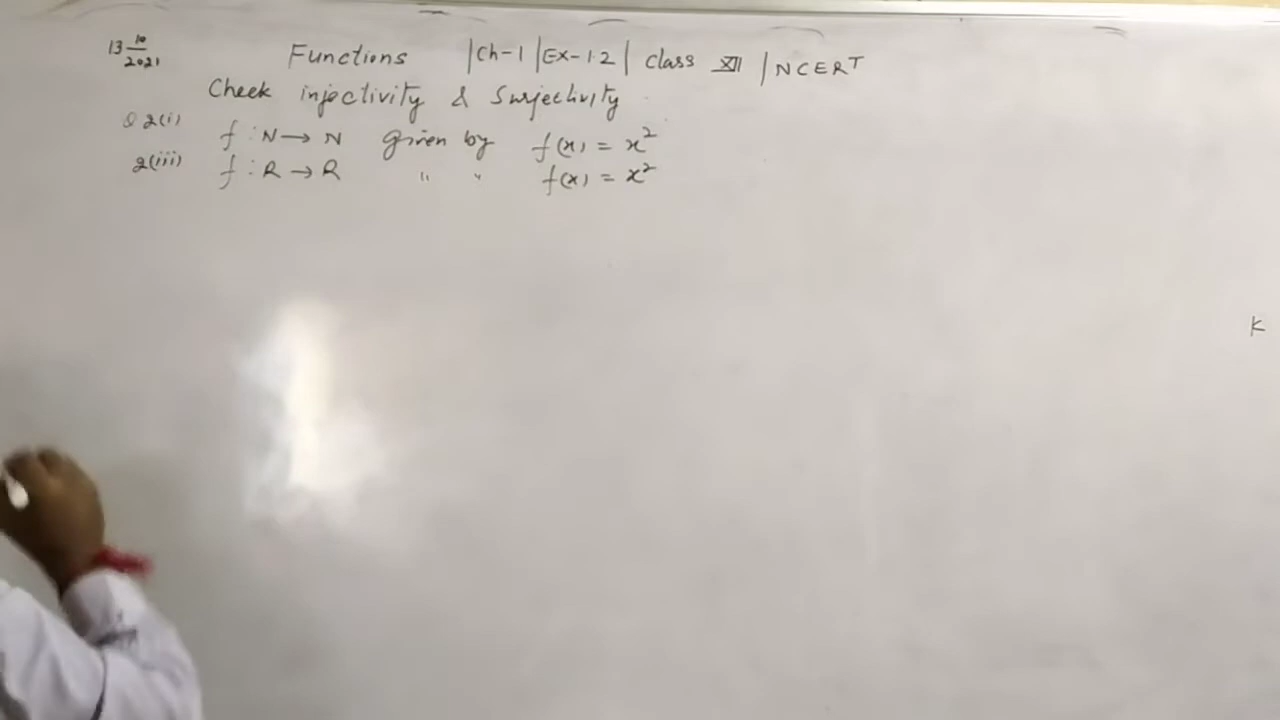 13 10/2021 Functions |Ch-1 |Ex-1.2| Class XII |NCERT
Check injectivity & Surjectivity
Q 2(i) f : N → N given by f(x) = x²
2(iii) f : R → R " " f(x) = x²
K